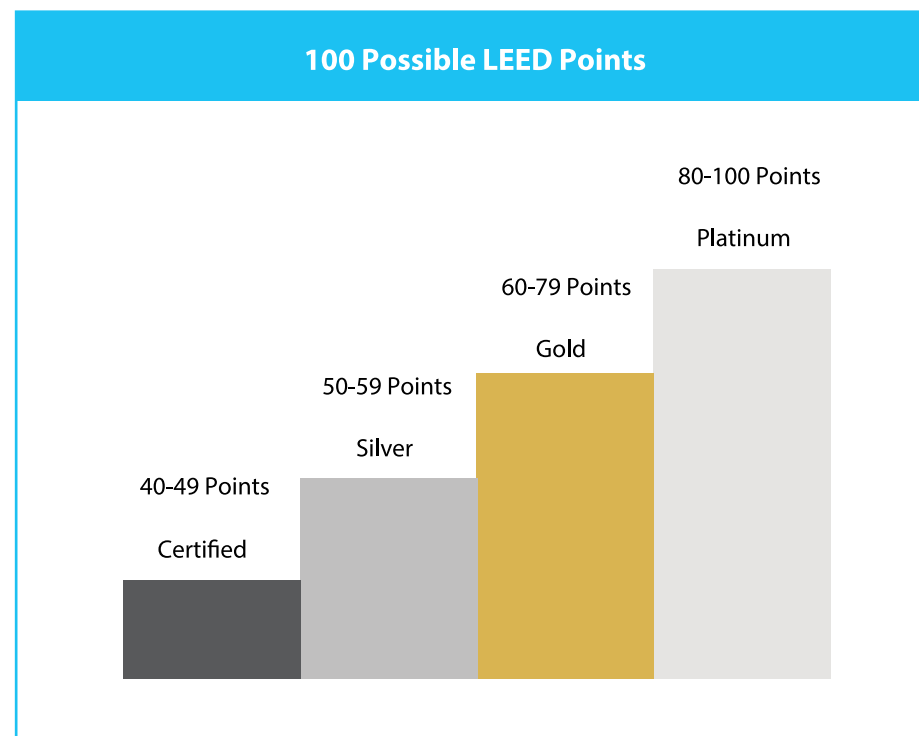 100 Possible LEED Points
80-100 Points
Platinum
60-79 Points
Gold
50-59 Points
Silver
40-49 Points
Certified